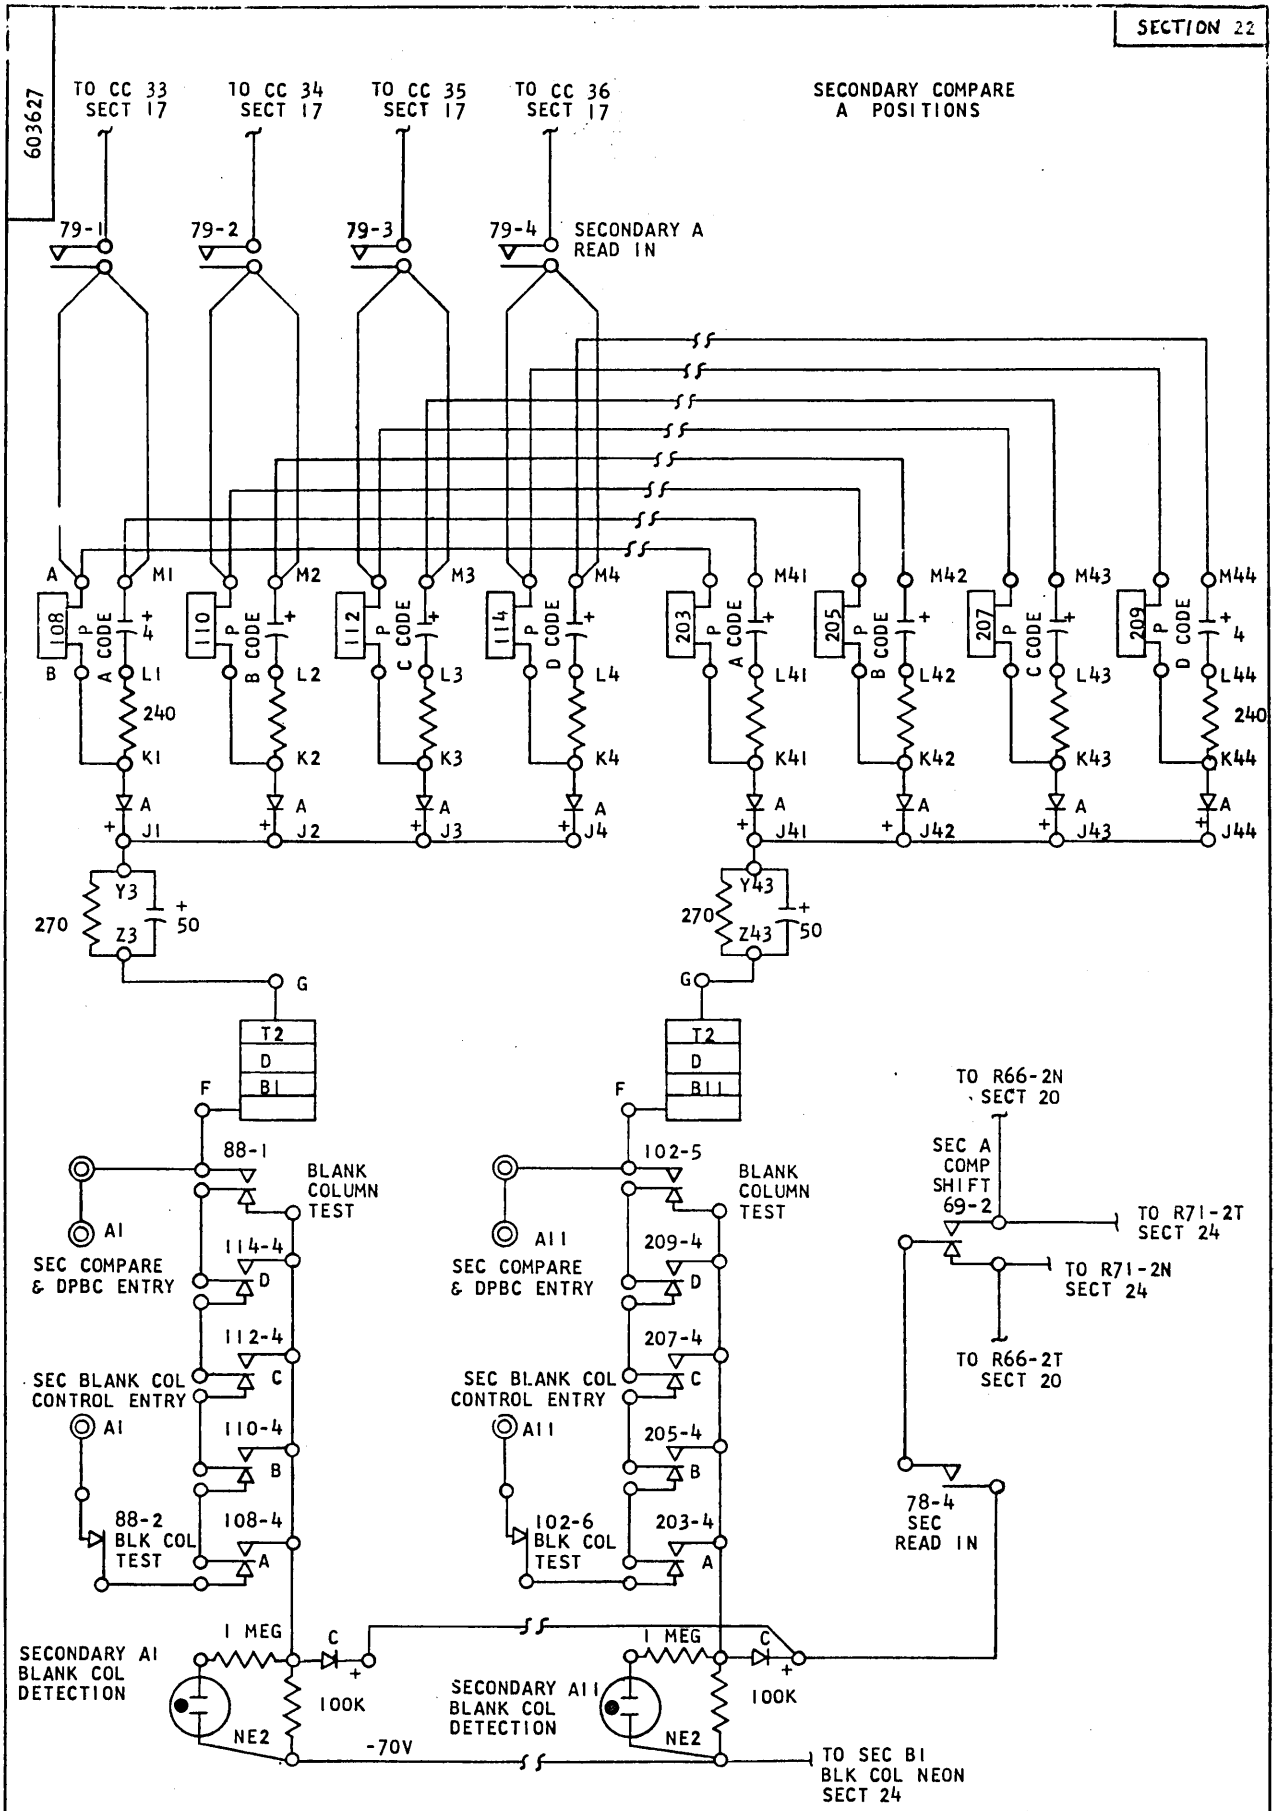 SECTION 22
603627
TO CC 33
SECT 17
TO CC 34
SECT 17
TO CC 35
SECT 17
TO CC 36
SECT 17
SECONDARY COMPARE
A POSITIONS
79-1
79-2
79-3
79-4
SECONDARY A
READ IN
A
M1
M2
M3
M4
M41
M42
M43
M44
108
P
A CODE
+
4
110
P
B CODE
+
112
P
C CODE
+
114
P
D CODE
+
203
P
A CODE
+
205
P
B CODE
+
207
P
C CODE
+
209
P
D CODE
+
4
B
L1
L2
L3
L4
L41
L42
L43
L44
240
240
K1
K2
K3
K4
K41
K42
K43
K44
A
A
A
A
A
A
A
A
+
J1
+
J2
+
J3
+
J4
+
J41
+
J42
+
J43
+
J44
Y3
270
+
50
Z3
Y43
270
+
50
Z43
G
G
T2
D
B1
T2
D
B11
F
F
TO R66-2N
SECT 20
88-1
BLANK
COLUMN
TEST
102-5
BLANK
COLUMN
TEST
SEC A
COMP
SHIFT
69-2
TO R71-2T
SECT 24
A1
SEC COMPARE
& DPBC ENTRY
114-4
D
A11
SEC COMPARE
& DPBC ENTRY
209-4
D
TO R71-2N
SECT 24
112-4
C
207-4
C
TO R66-2T
SECT 20
SEC BLANK COL
CONTROL ENTRY
A1
SEC BLANK COL
CONTROL ENTRY
A11
110-4
B
205-4
B
78-4
SEC
READ IN
88-2
BLK COL
TEST
108-4
A
102-6
BLK COL
TEST
203-4
A
1 MEG
C
+
1 MEG
C
+
SECONDARY A1
BLANK COL
DETECTION
100K
NE2
SECONDARY A11
BLANK COL
DETECTION
100K
NE2
-70V
TO SEC B1
BLK COL NEON
SECT 24